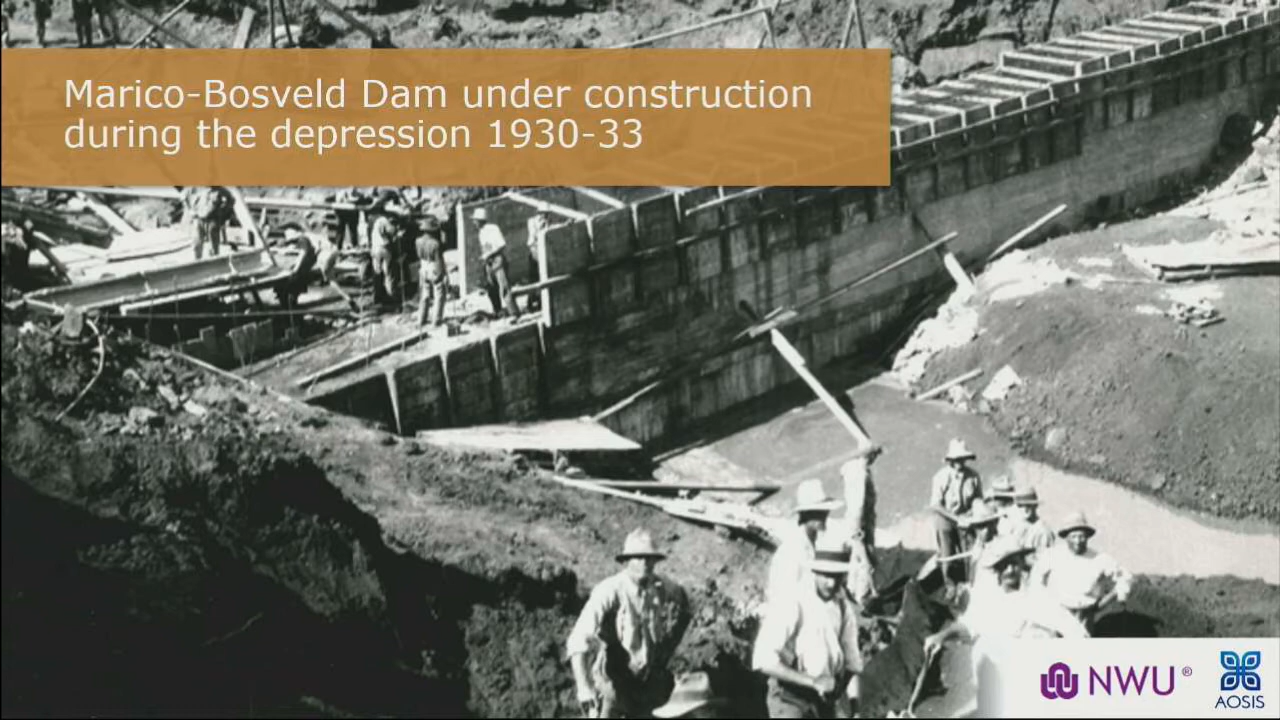 Marico-Bosveld Dam under construction
during the depression 1930-33
NWU®
AOSIS